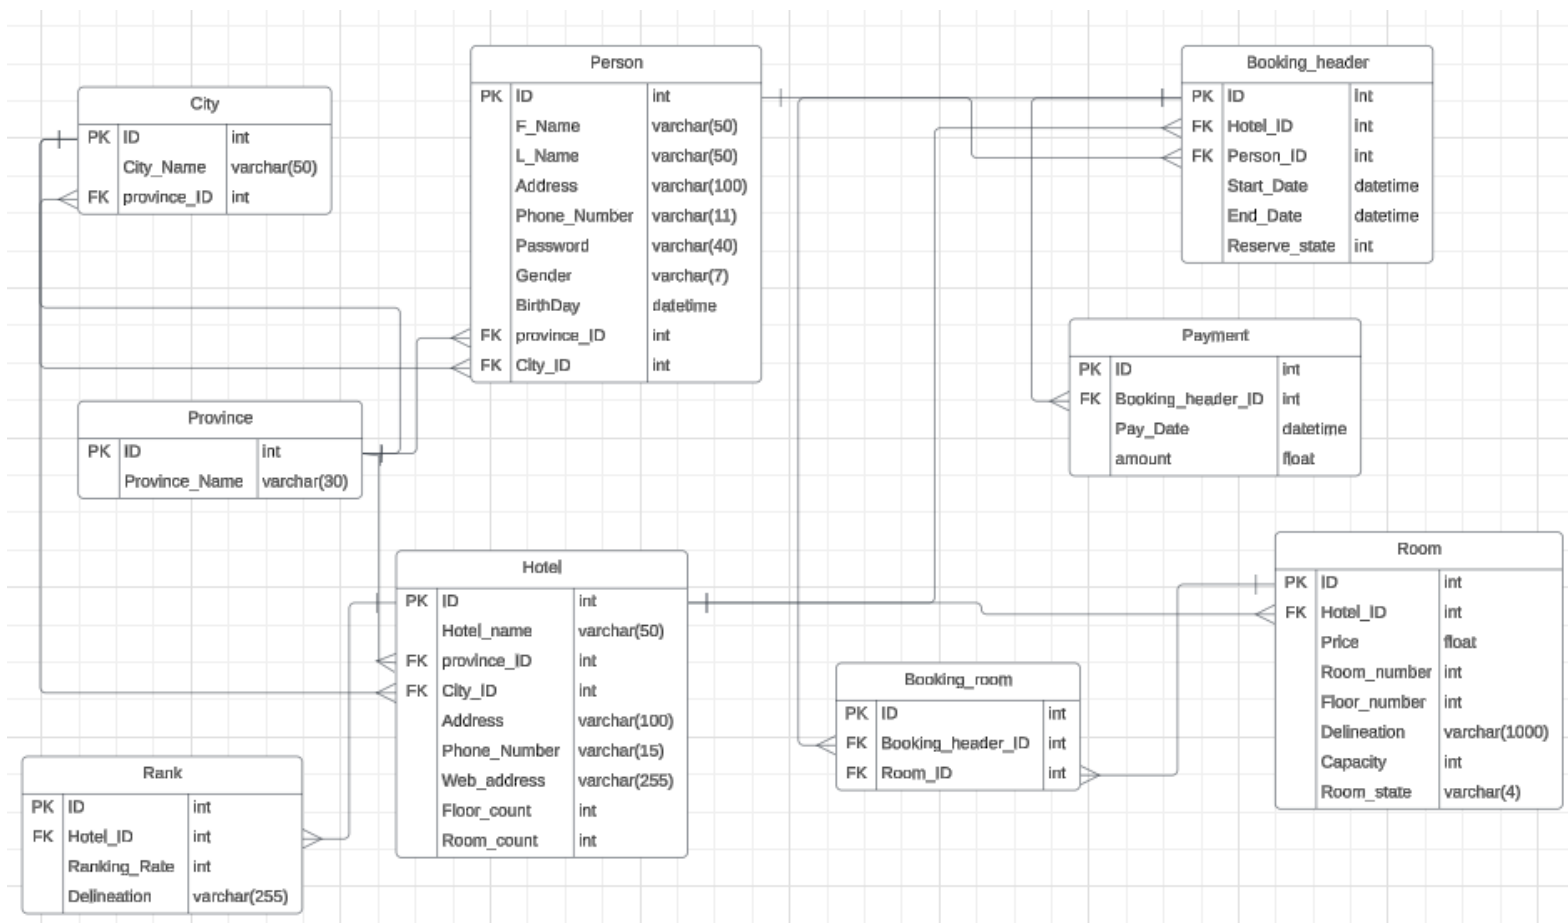 City
PK ID int
City_Name varchar(50)
FK province_ID int
Person
PK ID int
F_Name varchar(50)
L_Name varchar(50)
Address varchar(100)
Phone_Number varchar(11)
Password varchar(40)
Gender varchar(7)
BirthDay datetime
FK province_ID int
FK City_ID int
Booking_header
PK ID int
FK Hotel_ID int
FK Person_ID int
Start_Date datetime
End_Date datetime
Reserve_state int
Payment
PK ID int
FK Booking_header_ID int
Pay_Date datetime
amount float
Province
PK ID int
Province_Name varchar(30)
Hotel
PK ID int
Hotel_name varchar(50)
FK province_ID int
FK City_ID int
Address varchar(100)
Phone_Number varchar(15)
Web_address varchar(255)
Floor_count int
Room_count int
Room
PK ID int
FK Hotel_ID int
Price float
Room_number int
Floor_number int
Delineation varchar(1000)
Capacity int
Room_state varchar(4)
Booking_room
PK ID int
FK Booking_header_ID int
FK Room_ID int
Rank
PK ID int
FK Hotel_ID int
Ranking_Rate int
Delineation varchar(255)